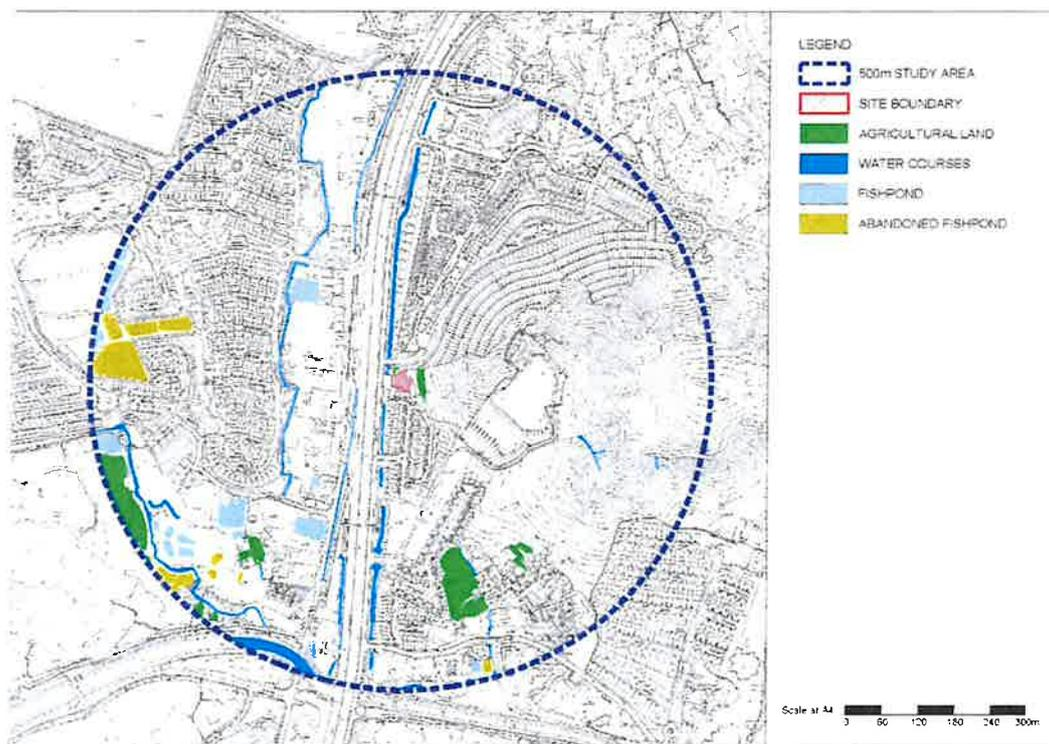 LEGEND
500m STUDY AREA
SITE BOUNDARY
AGRICULTURAL LAND
WATER COURSES
FISHPOND
ABANDONED FISHPOND
Scale at A4
0 60 120 180 240 300m